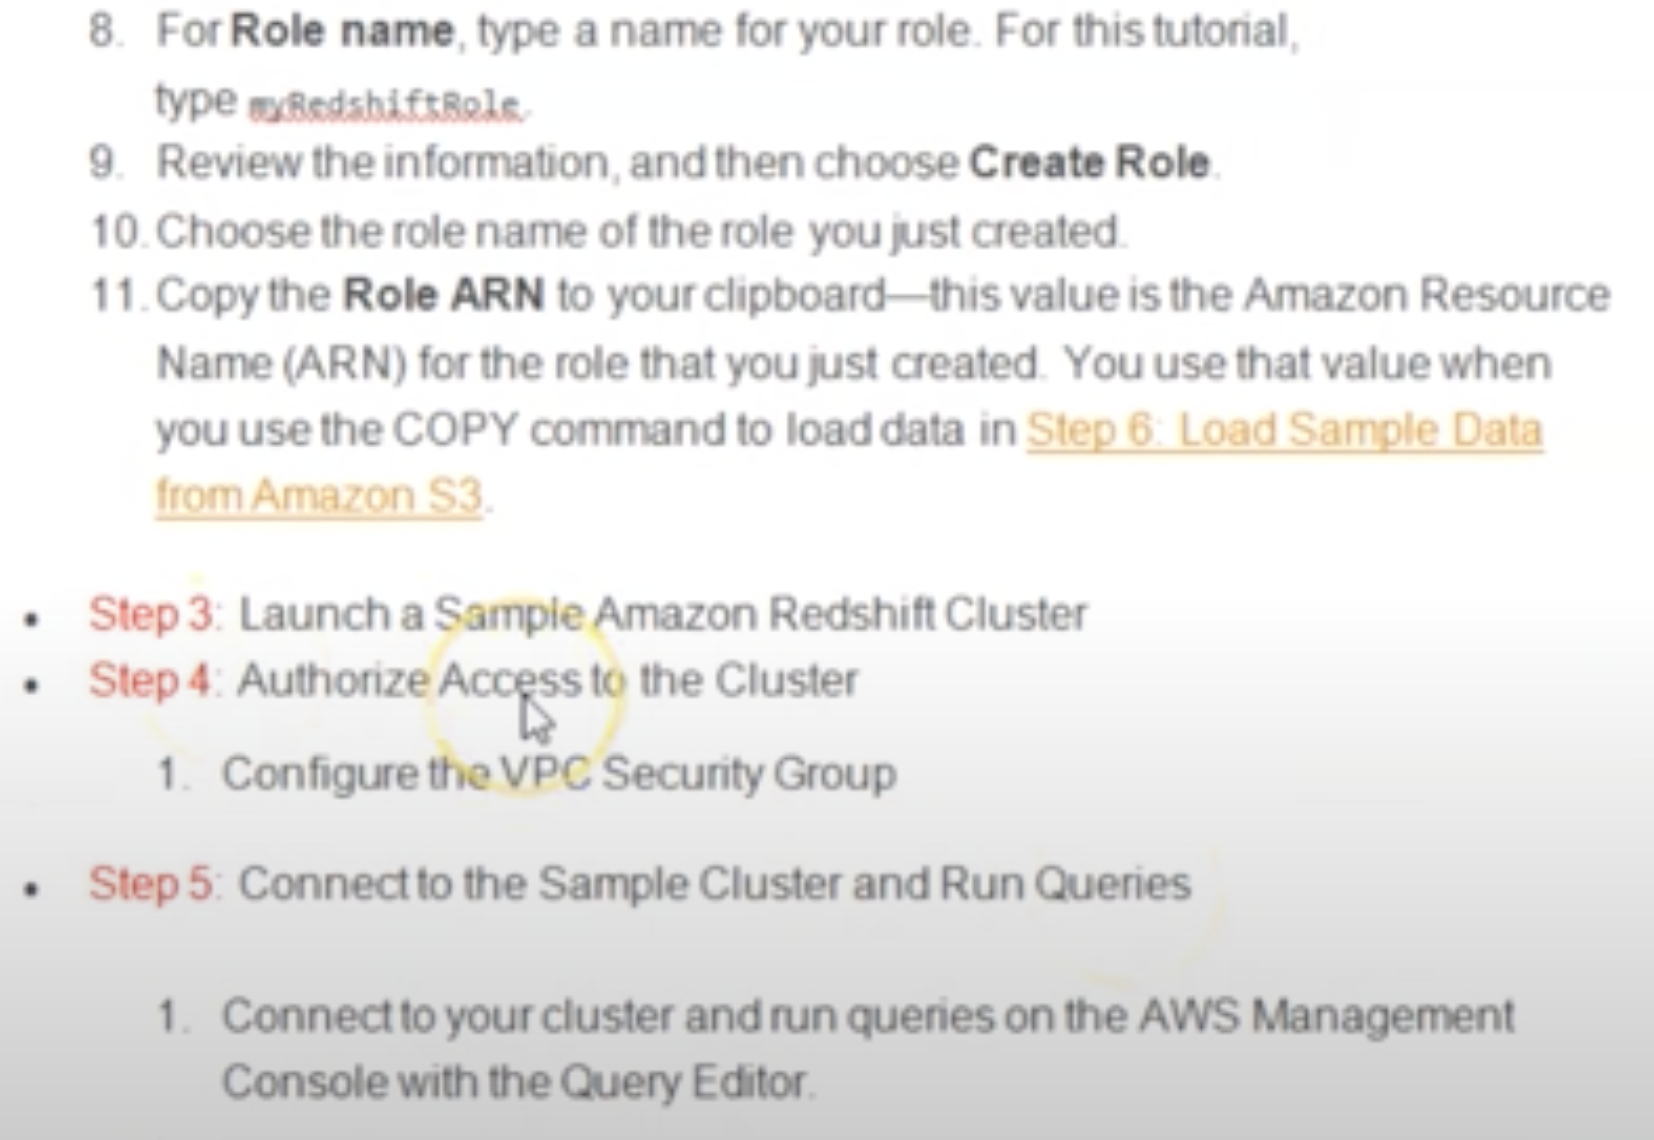 8. For Role name, type a name for your role. For this tutorial,
type myRedshiftRole.
9. Review the information, and then choose Create Role.
10. Choose the role name of the role you just created.
11. Copy the Role ARN to your clipboard—this value is the Amazon Resource
Name (ARN) for the role that you just created. You use that value when
you use the COPY command to load data in Step 6: Load Sample Data
from Amazon S3.
• Step 3: Launch a Sample Amazon Redshift Cluster
• Step 4: Authorize Access to the Cluster
1. Configure the VPC Security Group
• Step 5: Connect to the Sample Cluster and Run Queries
1. Connect to your cluster and run queries on the AWS Management
Console with the Query Editor.